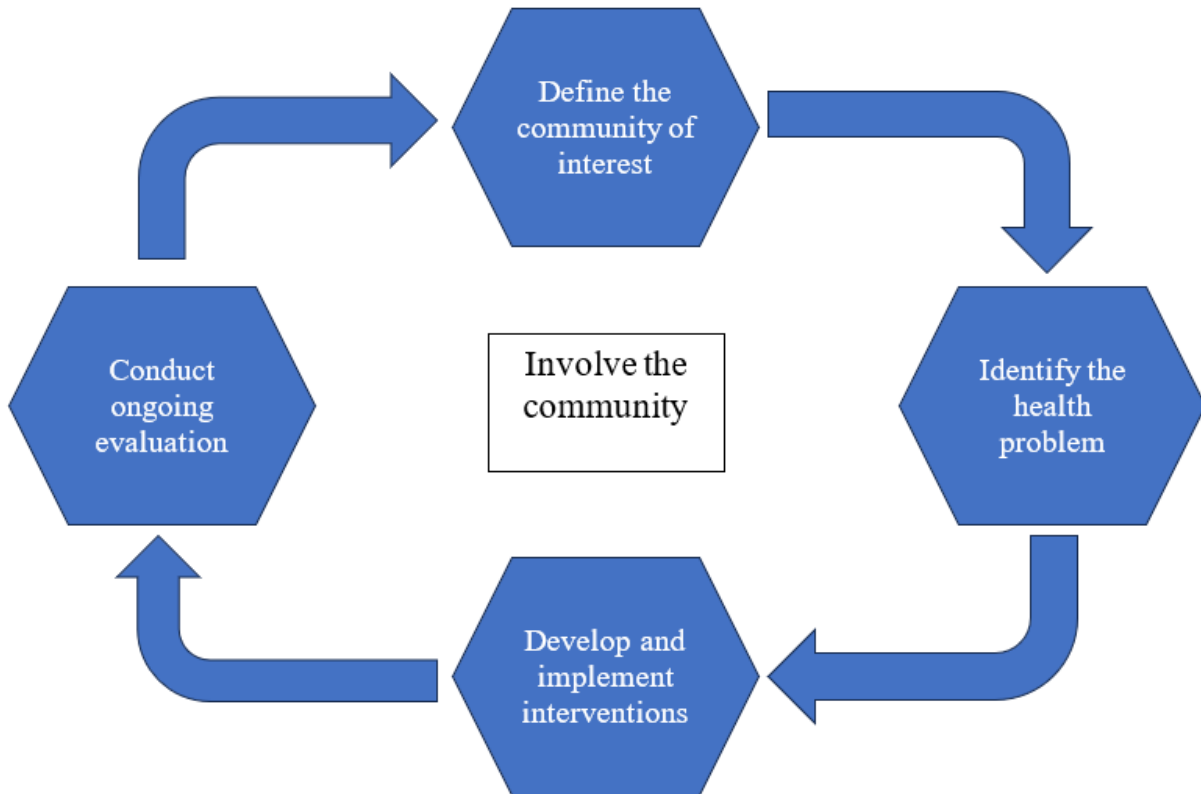 Define the
community of
interest
Conduct
ongoing
evaluation
Involve the
community
Identify the
health
problem
Develop and
implement
interventions